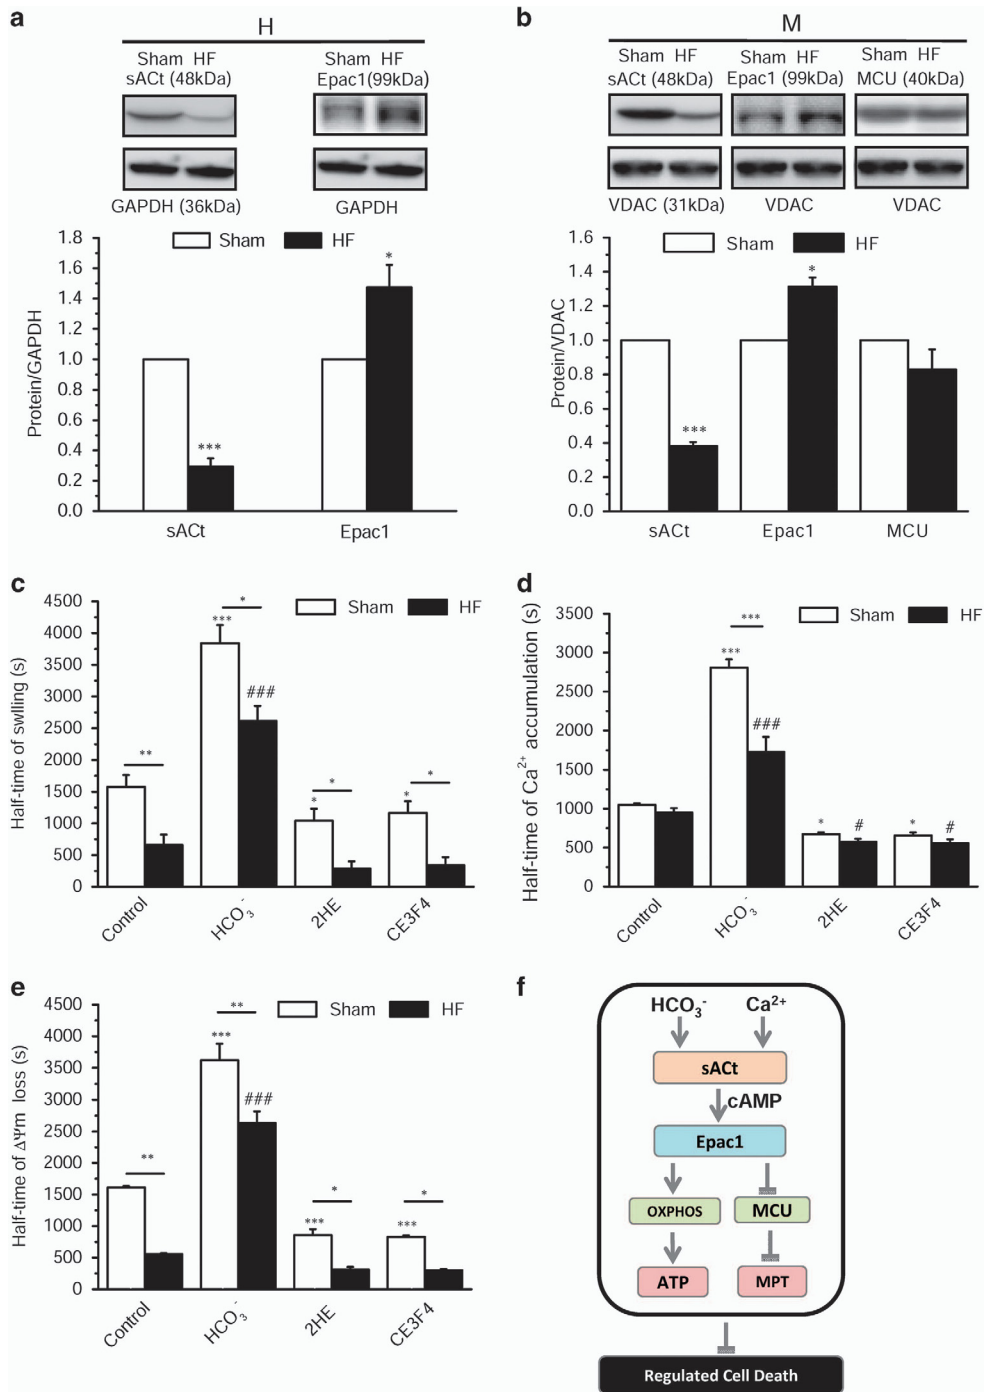 a
H
Sham HF
sACt (48kDa)
Sham HF
Epac1(99kDa)
GAPDH (36kDa)
GAPDH
Sham
HF
Protein/GAPDH
1.8
1.6
1.4
1.2
1.0
0.8
0.6
0.4
0.2
0.0
***
*
sACt
Epac1
b
M
Sham HF
sACt (48kDa)
Sham HF
Epac1 (99kDa)
Sham HF
MCU (40kDa)
VDAC (31kDa)
VDAC
VDAC
Sham
HF
Protein/VDAC
1.6
1.4
1.2
1.0
0.8
0.6
0.4
0.2
0.0
***
*
sACt
Epac1
MCU
c
Half-time of swlling (s)
4500
4000
3500
3000
2500
2000
1500
1000
500
0
Sham
HF
**
*
***
###
*
*
*
*
Control
HCO3-
2HE
CE3F4
d
Half-time of Ca2+ accumulation (s)
3500
3000
2500
2000
1500
1000
500
0
Sham
HF
***
***
###
*
#
*
#
Control
HCO3-
2HE
CE3F4
e
Half-time of ΔΨm loss (s)
4500
4000
3500
3000
2500
2000
1500
1000
500
0
Sham
HF
**
**
***
###
*
***
*
***
Control
HCO3-
2HE
CE3F4
f
HCO3- Ca2+
sACt
cAMP
Epac1
OXPHOS MCU
ATP MPT
Regulated Cell Death